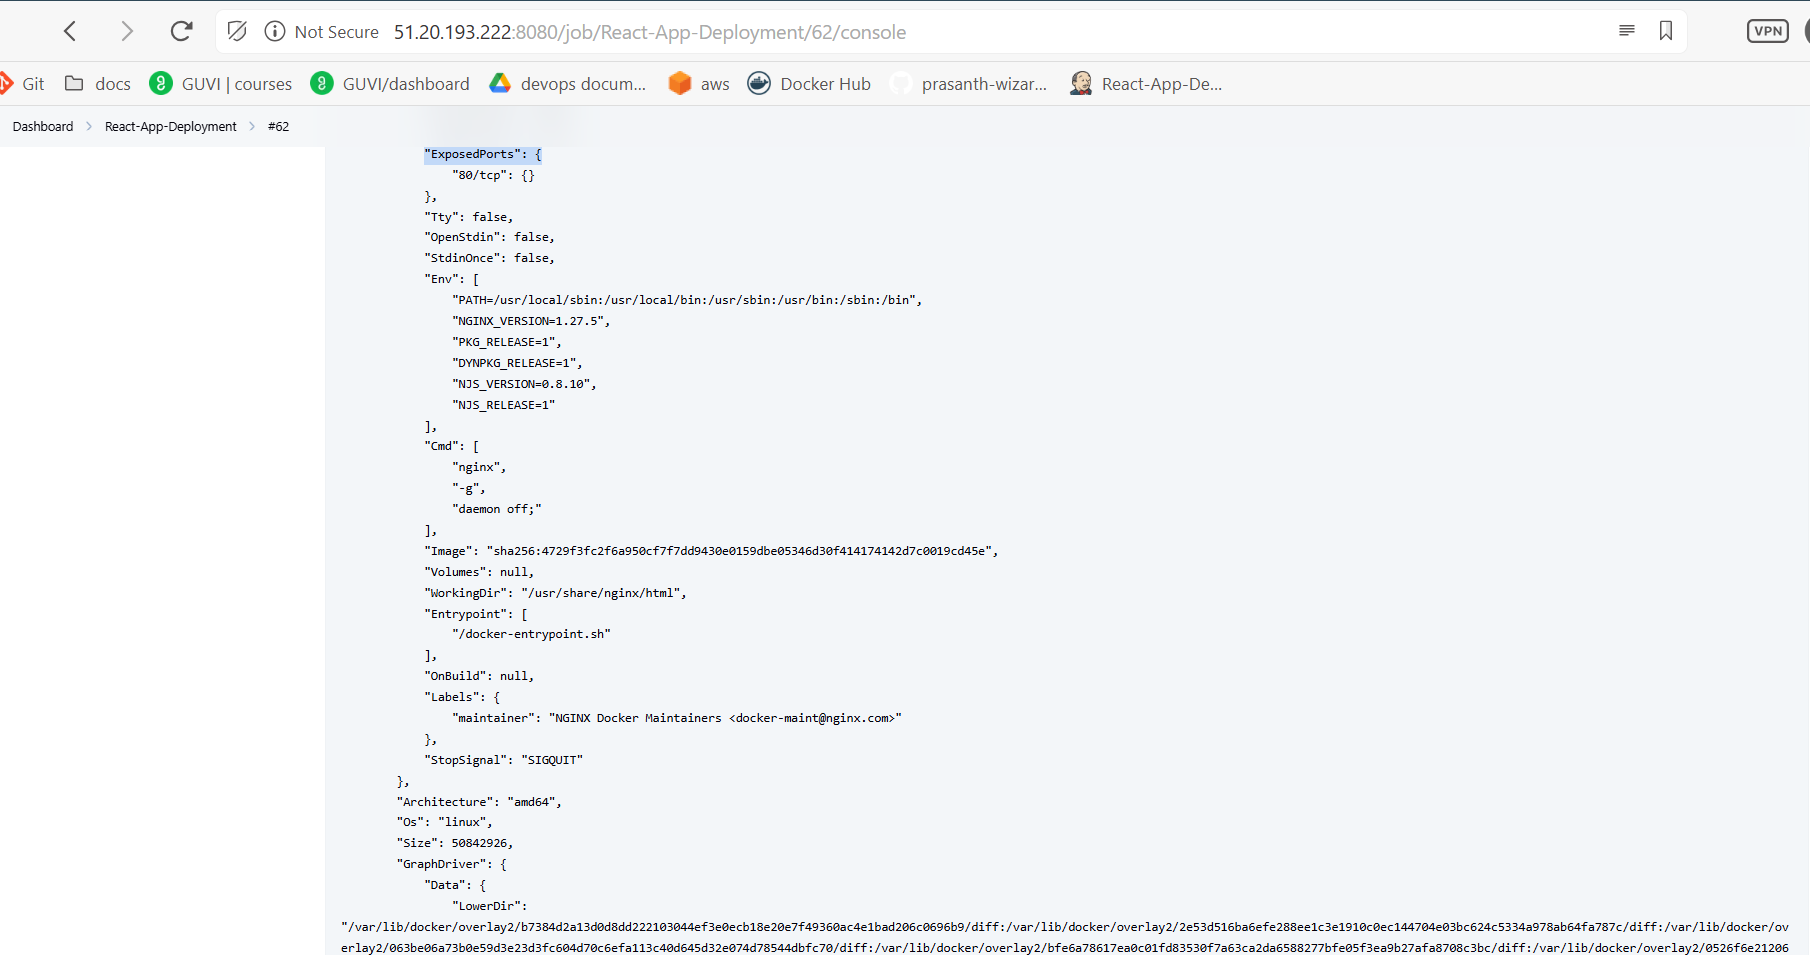 Not Secure 51.20.193.222:8080/job/React-App-Deployment/62/console VPN
Git docs GUVI | courses GUVI/dashboard devops docum... aws Docker Hub prasanth-wizar... React-App-De...
Dashboard React-App-Deployment #62
"ExposedPorts": {
"80/tcp": {}
},
"Tty": false,
"OpenStdin": false,
"StdinOnce": false,
"Env": [
"PATH=/usr/local/sbin:/usr/local/bin:/usr/sbin:/usr/bin:/sbin:/bin",
"NGINX_VERSION=1.27.5",
"PKG_RELEASE=1",
"DYNPKG_RELEASE=1",
"NJS_VERSION=0.8.10",
"NJS_RELEASE=1"
],
"Cmd": [
"nginx",
"-g",
"daemon off;"
],
"Image": "sha256:4729f3fc2f6a950cf7f7dd9430e0159dbe05346d30f414174142d7c0019cd45e",
"Volumes": null,
"WorkingDir": "/usr/share/nginx/html",
"Entrypoint": [
"/docker-entrypoint.sh"
],
"OnBuild": null,
"Labels": {
"maintainer": "NGINX Docker Maintainers <docker-maint@nginx.com>"
},
"StopSignal": "SIGQUIT"
},
"Architecture": "amd64",
"Os": "linux",
"Size": 50842926,
"GraphDriver": {
"Data": {
"LowerDir":
"/var/lib/docker/overlay2/b7384d2a13d0d8dd222103044ef3e0ecb18e20e7f49360ac4e1bad206c0696b9/diff:/var/lib/docker/overlay2/2e53d516ba6efe288ee1c3e1910c0ec144704e03bc624c5334a978ab64fa787c/diff:/var/lib/docker/ov
erlay2/063be06a73b0e59d3e23d3fc604d70c6efa113c40d645d32e074d78544dbfc70/diff:/var/lib/docker/overlay2/bfe6a78617ea0c01fd83530f7a63ca2da6588277bfe05f3ea9b27afa8708c3bc/diff:/var/lib/docker/overlay2/0526f6e21206